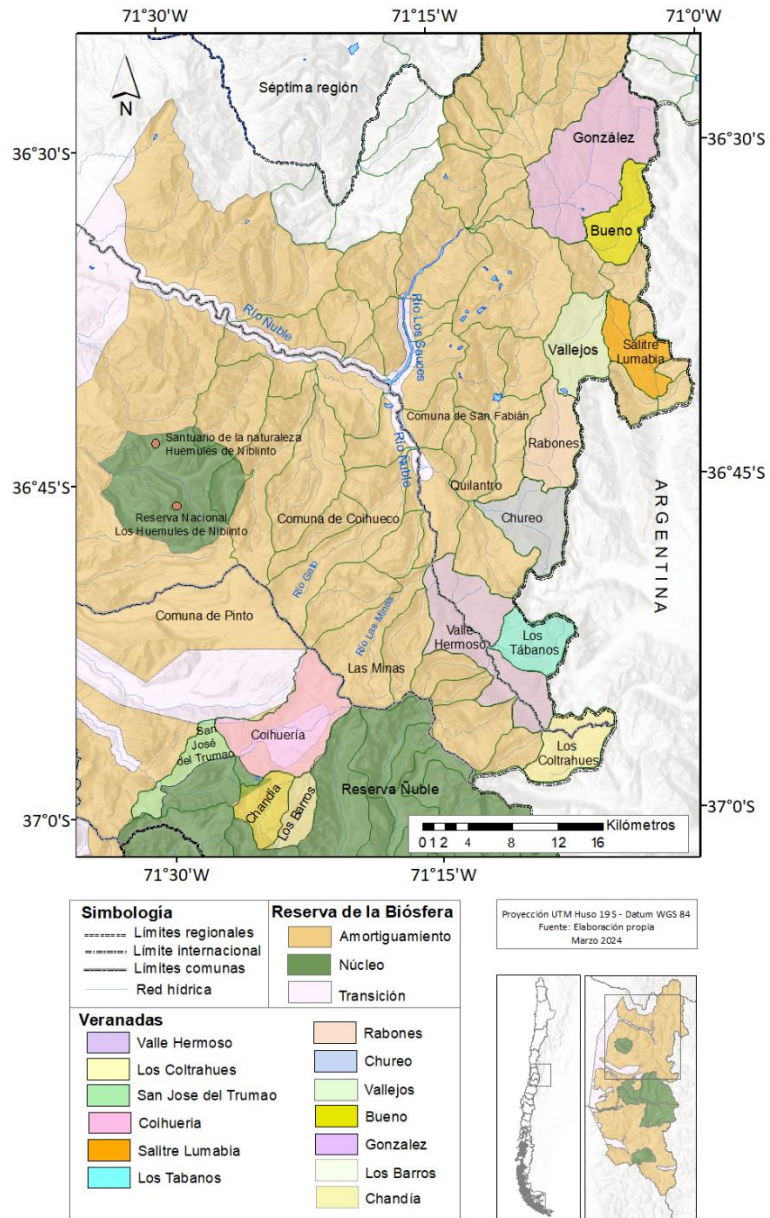 71°30'W
71°15'W
71°0'W
N
Séptima región
González
36°30'S
36°30'S
Bueno
Río Ñuble
Río Los Sauces
Vallejos
Salitre
Lumabia
Comuna de San Fabián
Santuario de la naturaleza
Huemules de Niblinto
Río Ñuble
Rabones
36°45'S
36°45'S
Quilantro
Reserva Nacional
Los Huemules de Niblinto
Comuna de Coihueco
Chureo
ARGENTINA
Río Gato
Comuna de Pinto
Río Las Minas
Valle
Hermoso
Los
Tábanos
Las Minas
San
José
del Trumao
Coihuería
Los
Coltrahues
Chandía
Los Barros
Reserva Ñuble
37°0'S
37°0'S
Kilómetros
0 1 2 4 8 12 16
71°30'W
71°15'W
Simbología
Límites regionales
Límite internacional
Límites comunas
Red hídrica
Reserva de la Biósfera
Amortiguamiento
Núcleo
Transición
Proyección UTM Huso 19 S - Datum WGS 84
Fuente: Elaboración propia
Marzo 2024
Veranadas
Valle Hermoso
Los Coltrahues
San Jose del Trumao
Coihueria
Salitre Lumabia
Los Tabanos
Rabones
Chureo
Vallejos
Bueno
Gonzalez
Los Barros
Chandía